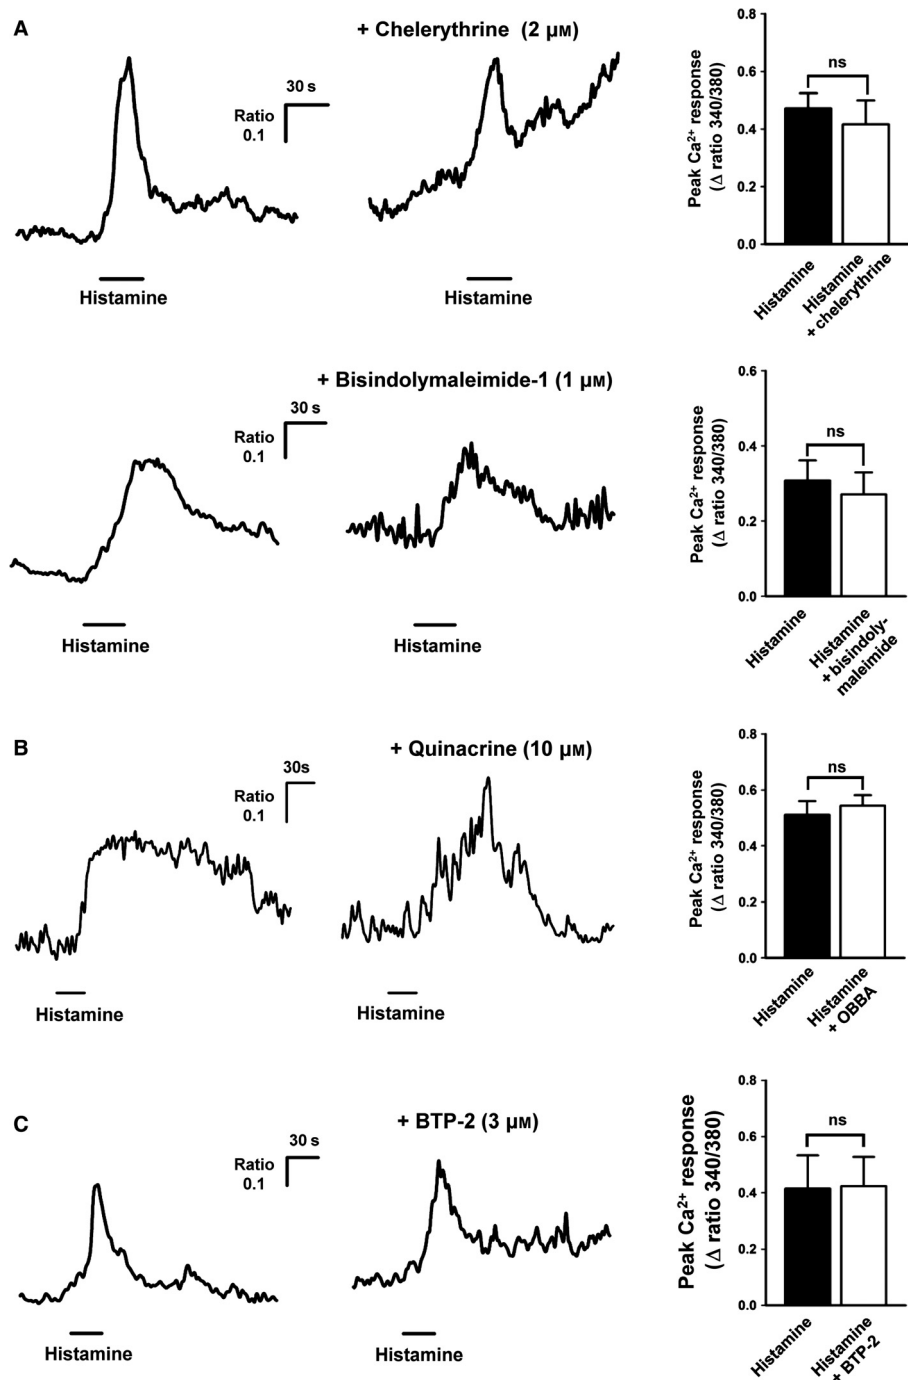 A
+ Chelerythrine (2 µM)
30 s
Ratio
0.1
Histamine
Histamine
Peak Ca²⁺ response
(Δ ratio 340/380)
0.8
0.6
0.4
0.2
0.0
ns
Histamine
Histamine
+ chelerythrine
+ Bisindolymaleimide-1 (1 µM)
30 s
Ratio
0.1
Histamine
Histamine
Peak Ca²⁺ response
(Δ ratio 340/380)
0.6
0.4
0.2
0.0
ns
Histamine
Histamine
+ bisindoly-
maleimide
B
+ Quinacrine (10 µM)
30s
Ratio
0.1
Histamine
Histamine
Peak Ca²⁺ response
(Δ ratio 340/380)
0.8
0.6
0.4
0.2
0.0
ns
Histamine
Histamine
+ OBBA
C
+ BTP-2 (3 µM)
30 s
Ratio
0.1
Histamine
Histamine
Peak Ca²⁺ response
(Δ ratio 340/380)
0.8
0.6
0.4
0.2
0.0
ns
Histamine
Histamine
+ BTP-2